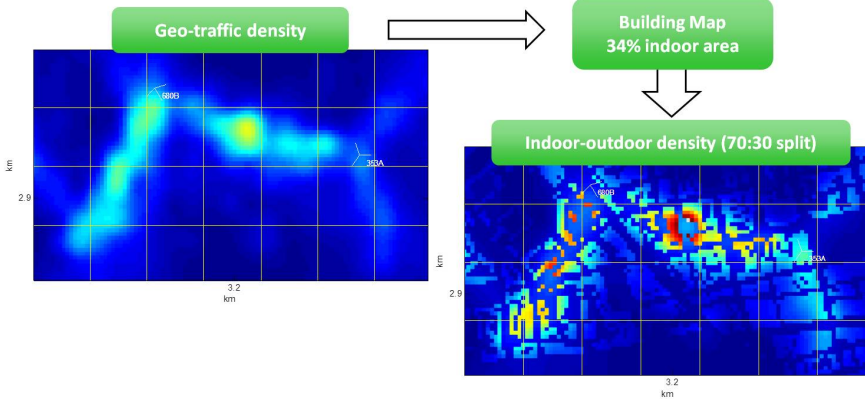 Geo-traffic density
Building Map
34% indoor area
680B
353A
km
2.9
3.2
km
Indoor-outdoor density (70:30 split)
680B
353A
km
2.9
3.2
km